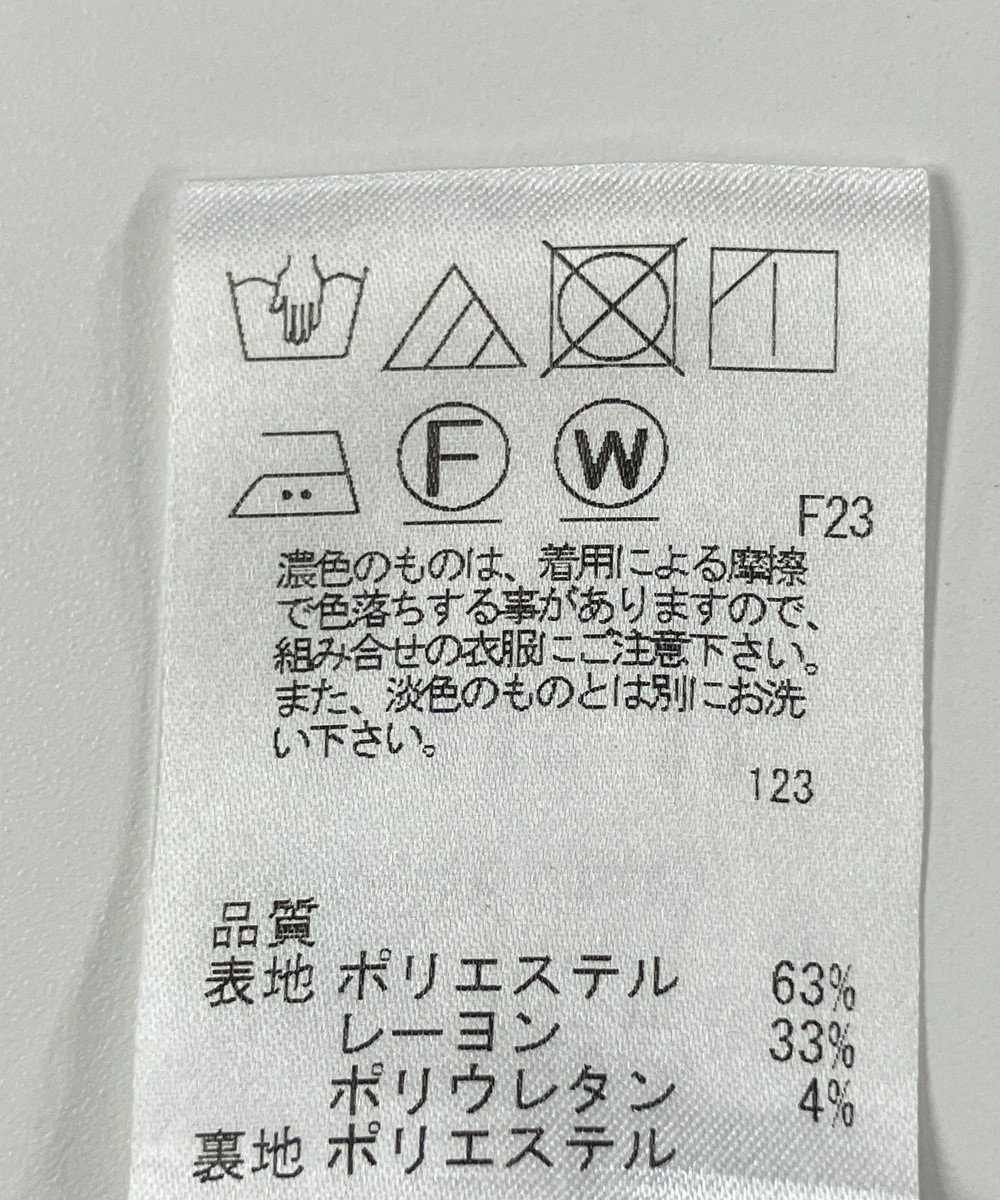 F W
F23
濃色のものは、着用による摩擦
で色落ちする事がありますので、
組み合せの衣服にご注意下さい。
また、淡色のものとは別にお洗
い下さい。
123
品質
表地 ポリエステル 63%
レーヨン 33%
ポリウレタン 4%
裏地 ポリエステル